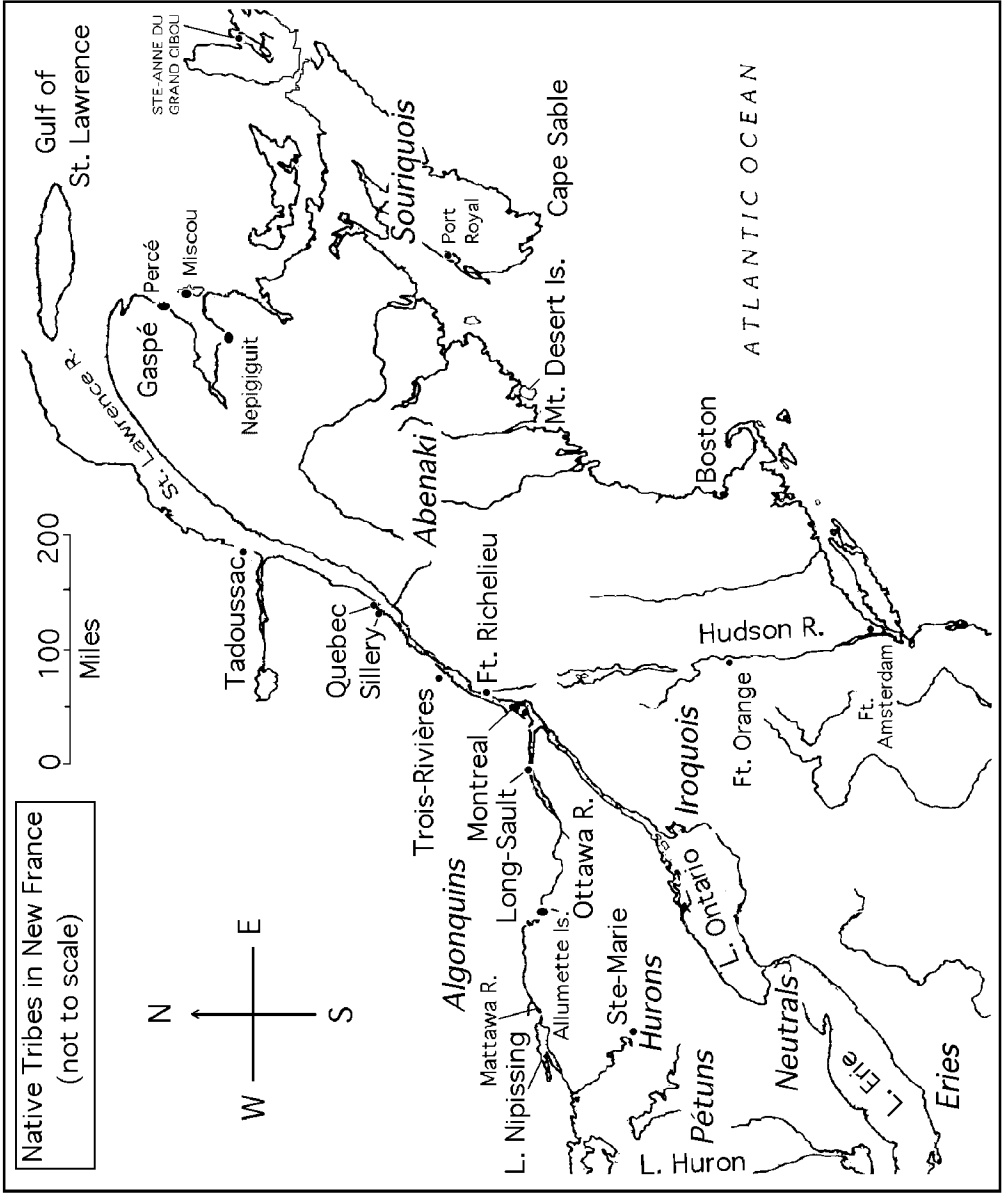 Native Tribes in New France
(not to scale)
0 100 200
Miles
N
W E
S
Gulf of
St. Lawrence
STE-ANNE DU
GRAND CIBOU
St. Lawrence R.
Gaspé
Percé
Miscou
Nepigiguit
Tadoussac
Quebec
Sillery
Trois-Rivières
Ft. Richelieu
Montreal
Long-Sault
Algonquins
Ottawa R.
Allumette Is.
Mattawa R.
L. Nipissing
Ste-Marie
Hurons
Pétuns
L. Huron
Neutrals
L. Ontario
L. Erie
Eries
Iroquois
Abenaki
Souriquois
Port
Royal
Cape Sable
Mt. Desert Is.
Boston
Hudson R.
Ft. Orange
Ft.
Amsterdam
ATLANTIC OCEAN